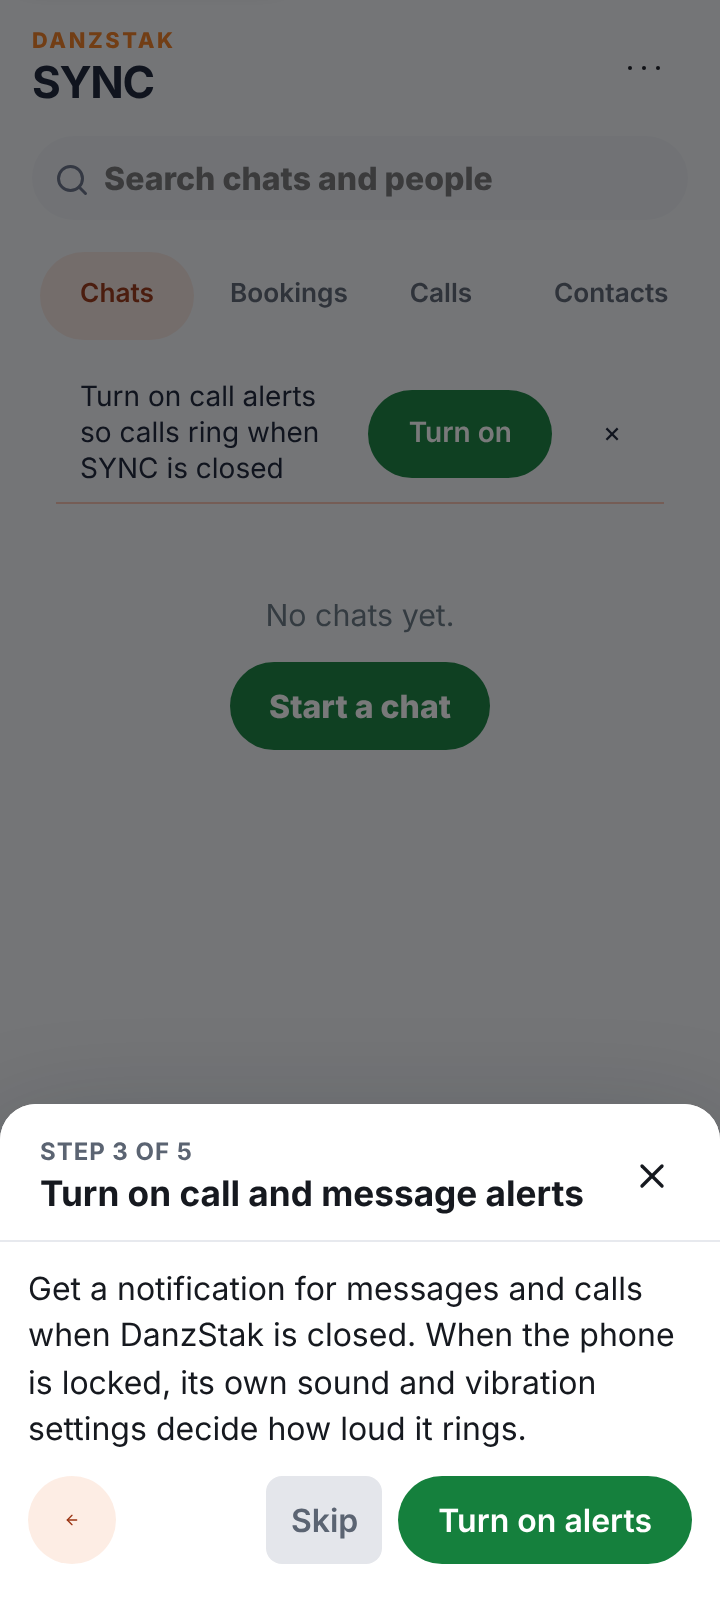 DANZSTAK
SYNC
Search chats and people
Chats
Bookings
Calls
Contacts
Turn on call alerts
so calls ring when
SYNC is closed
Turn on
No chats yet.
Start a chat
STEP 3 OF 5
Turn on call and message alerts
Get a notification for messages and calls
when DanzStak is closed. When the phone
is locked, its own sound and vibration
settings decide how loud it rings.
Skip
Turn on alerts